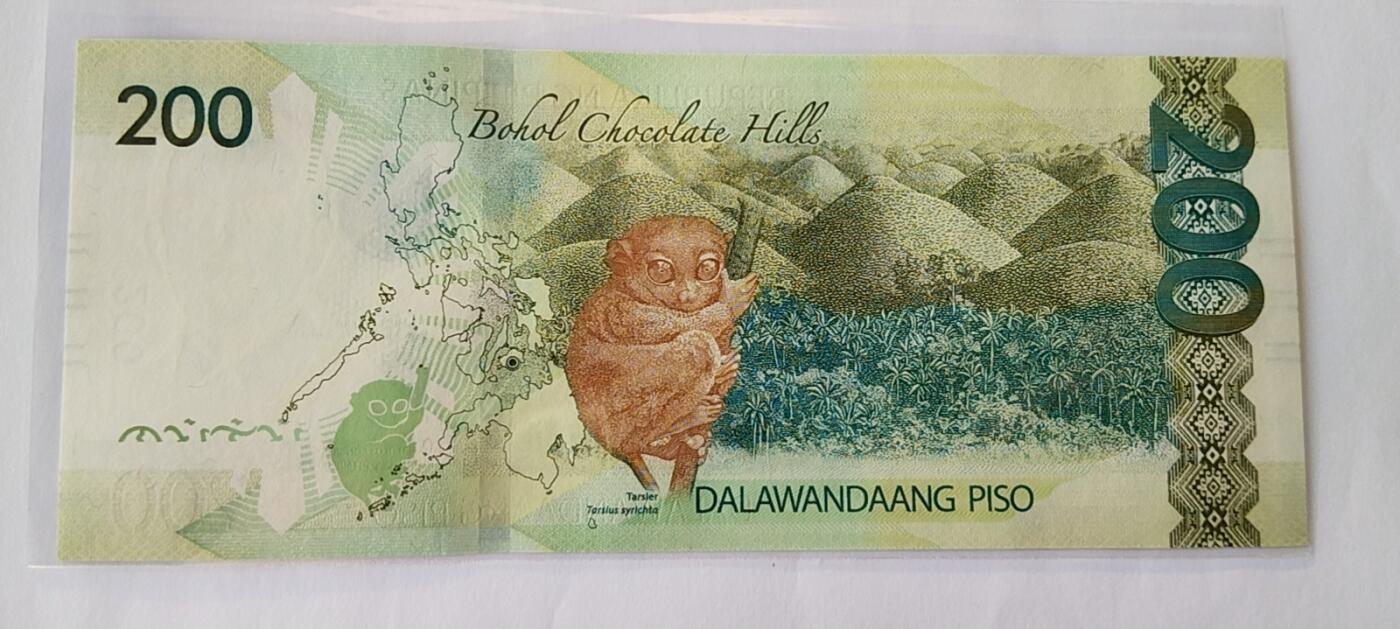 200
Bohol Chocolate Hills
200
Tarsier
Tarsius syrichta
DALAWANDAANG PISO